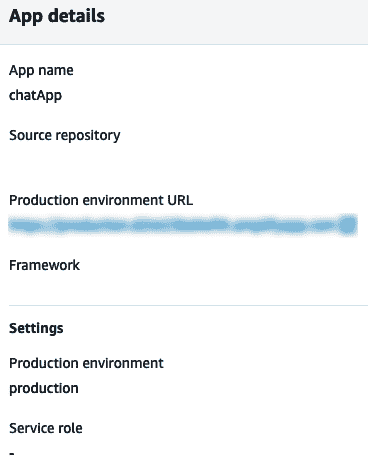 App details
App name
chatApp
Source repository
Production environment URL
Framework
Settings
Production environment
production
Service role
-